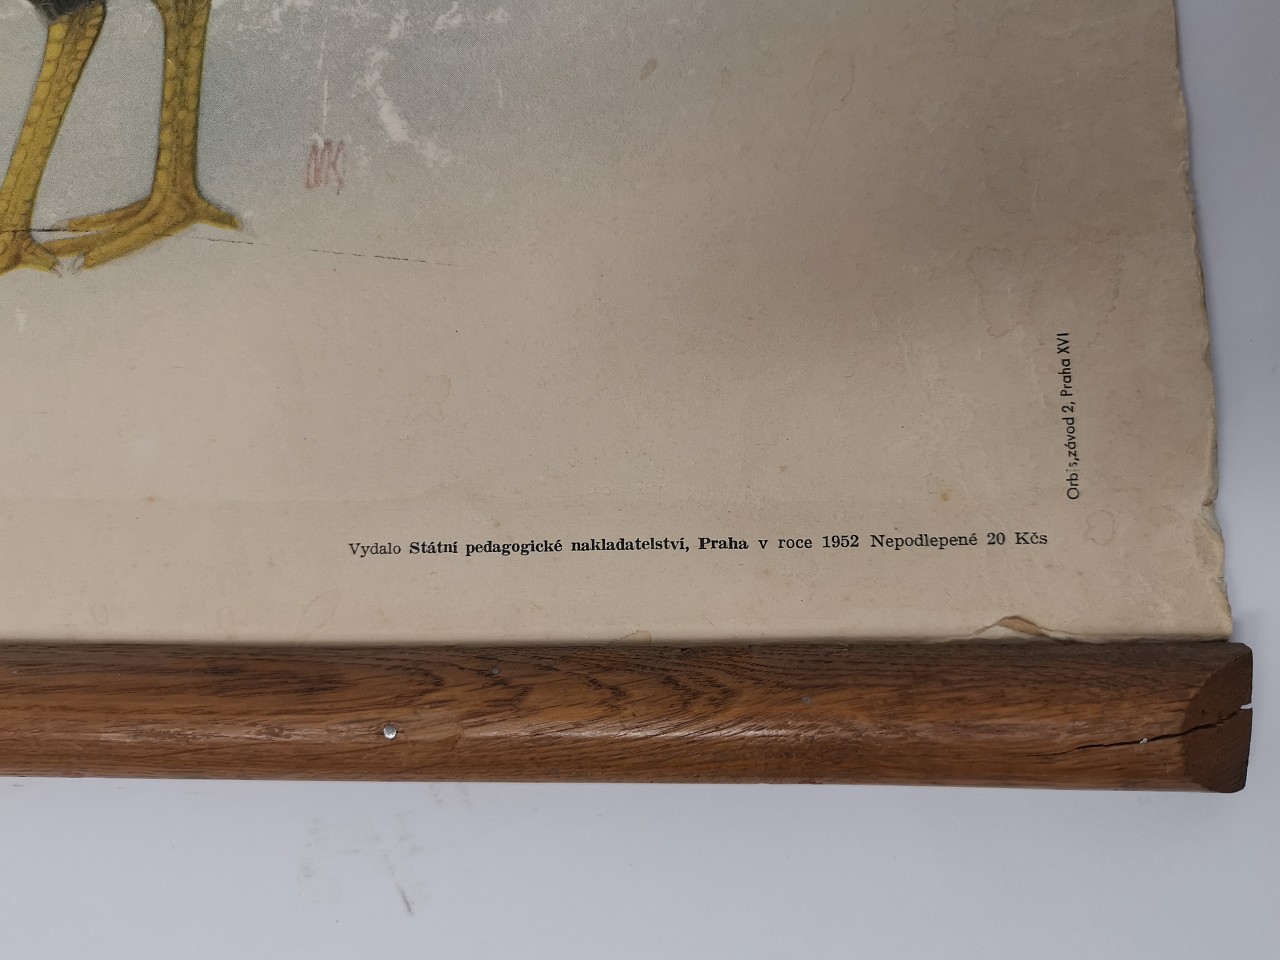 Orbis, závod 2, Praha XVI
Vydalo Státní pedagogické nakladatelství, Praha v roce 1952 Nepodlepené 20 Kčs